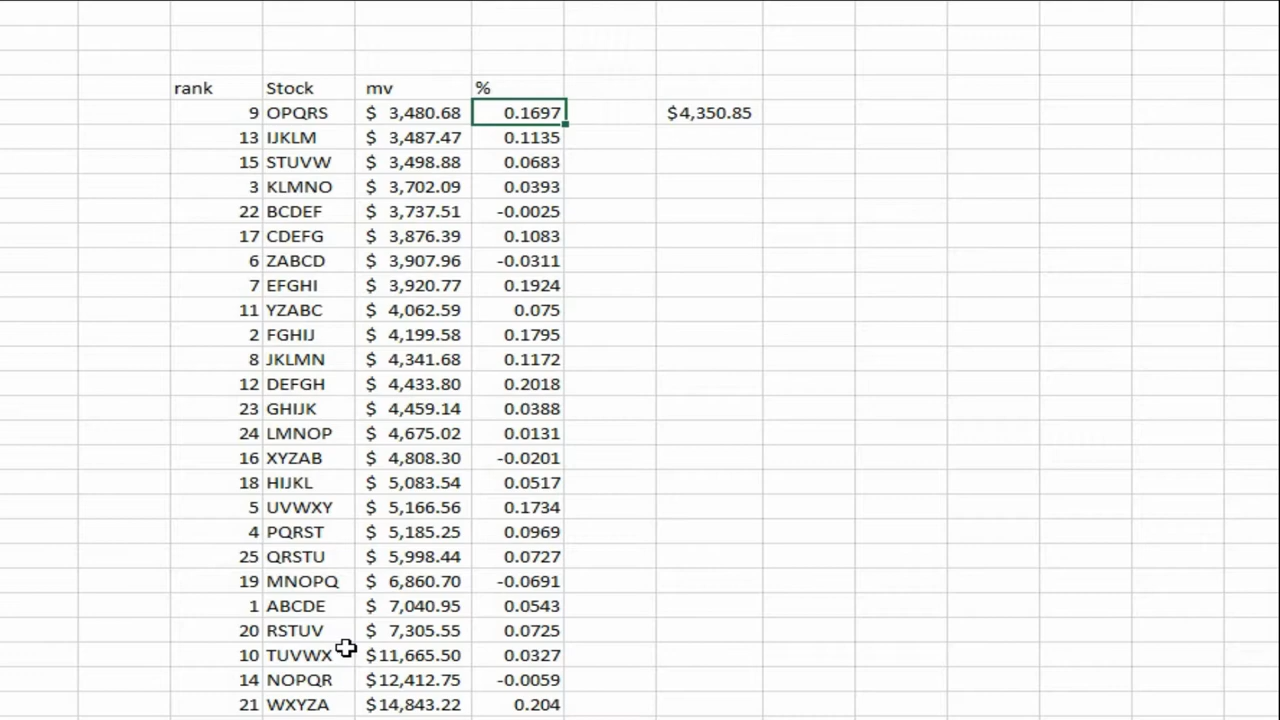 rank Stock mv %
9 OPQRS $ 3,480.68 0.1697 $4,350.85
13 IJKLM $ 3,487.47 0.1135
15 STUVW $ 3,498.88 0.0683
3 KLMNO $ 3,702.09 0.0393
22 BCDEF $ 3,737.51 -0.0025
17 CDEFG $ 3,876.39 0.1083
6 ZABCD $ 3,907.96 -0.0311
7 EFGHI $ 3,920.77 0.1924
11 YZABC $ 4,062.59 0.075
2 FGHIJ $ 4,199.58 0.1795
8 JKLMN $ 4,341.68 0.1172
12 DEFGH $ 4,433.80 0.2018
23 GHIJK $ 4,459.14 0.0388
24 LMNOP $ 4,675.02 0.0131
16 XYZAB $ 4,808.30 -0.0201
18 HIJKL $ 5,083.54 0.0517
5 UVWXY $ 5,166.56 0.1734
4 PQRST $ 5,185.25 0.0969
25 QRSTU $ 5,998.44 0.0727
19 MNOPQ $ 6,860.70 -0.0691
1 ABCDE $ 7,040.95 0.0543
20 RSTUV $ 7,305.55 0.0725
10 TUVWX $11,665.50 0.0327
14 NOPQR $12,412.75 -0.0059
21 WXYZA $14,843.22 0.204